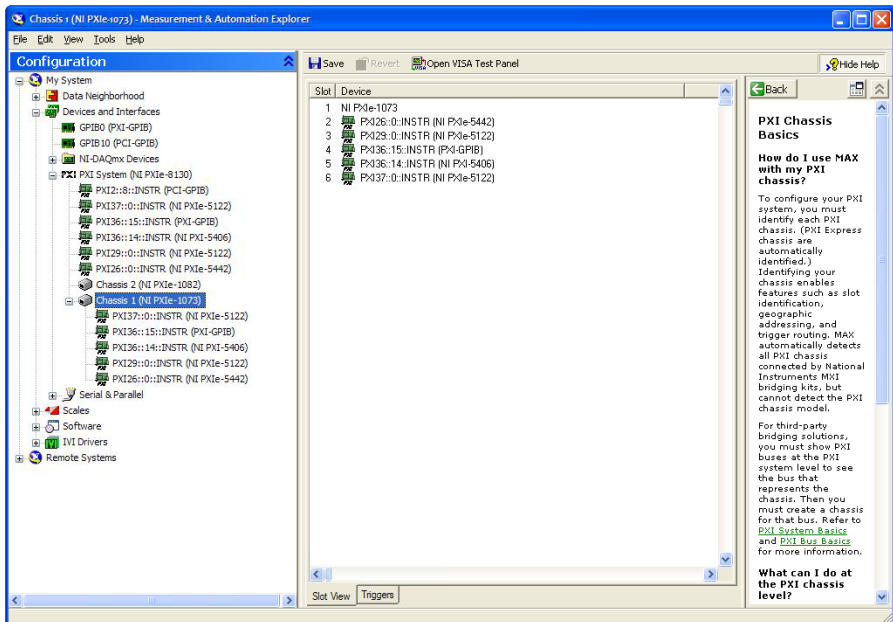 Chassis 1 (NI PXIe-1073) - Measurement & Automation Explorer
File Edit View Tools Help
Configuration
My System
Data Neighborhood
Devices and Interfaces
GPIB0 (PXI-GPIB)
GPIB10 (PCI-GPIB)
NI-DAQmx Devices
PXI PXI System (NI PXIe-8130)
PXI2::8::INSTR (PCI-GPIB)
PXI37::0::INSTR (NI PXIe-5122)
PXI36::15::INSTR (PXI-GPIB)
PXI36::14::INSTR (NI PXI-5406)
PXI29::0::INSTR (NI PXIe-5122)
PXI26::0::INSTR (NI PXIe-5442)
Chassis 2 (NI PXIe-1082)
Chassis 1 (NI PXIe-1073)
PXI37::0::INSTR (NI PXIe-5122)
PXI36::15::INSTR (PXI-GPIB)
PXI36::14::INSTR (NI PXI-5406)
PXI29::0::INSTR (NI PXIe-5122)
PXI26::0::INSTR (NI PXIe-5442)
Serial & Parallel
Scales
Software
IVI Drivers
Remote Systems
Save Revert Open VISA Test Panel
Hide Help
Slot Device
1 NI PXIe-1073
2 PXI26::0::INSTR (NI PXIe-5442)
3 PXI29::0::INSTR (NI PXIe-5122)
4 PXI36::15::INSTR (PXI-GPIB)
5 PXI36::14::INSTR (NI PXI-5406)
6 PXI37::0::INSTR (NI PXIe-5122)
Slot View Triggers
Back
PXI Chassis
Basics
How do I use MAX
with my PXI
chassis?
To configure your PXI
system, you must
identify each PXI
chassis. (PXI Express
chassis are
automatically
identified.)
Identifying your
chassis enables
features such as slot
identification,
geographic
addressing, and
trigger routing. MAX
automatically detects
all PXI chassis
connected by National
Instruments MXI
bridging kits, but
cannot detect the PXI
chassis model.
For third-party
bridging solutions,
you must show PXI
buses at the PXI
system level to see
the bus that
represents the
chassis. Then you
must create a chassis
for that bus. Refer to
PXI System Basics
and PXI Bus Basics
for more information.
What can I do at
the PXI chassis
level?